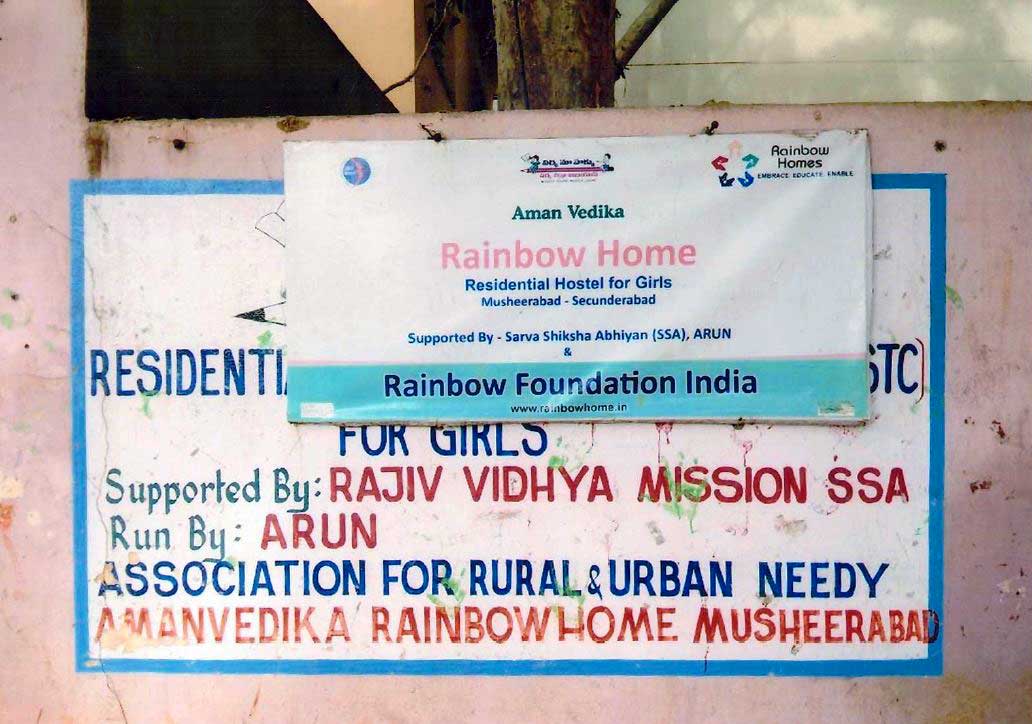 Rainbow
Homes
EMBRACE. EDUCATE. ENABLE
Aman Vedika
Rainbow Home
Residential Hostel for Girls
Musheerabad - Secunderabad
Supported By - Sarva Shiksha Abhiyan (SSA), ARUN
&
Rainbow Foundation India
www.rainbowhome.in
STC)
FOR GIRLS
Supported By: RAJIV VIDHYA MISSION SSA
Run By: ARUN
ASSOCIATION FOR RURAL & URBAN NEEDY
AMANVEDIKA RAINBOW HOME MUSHEERABAD